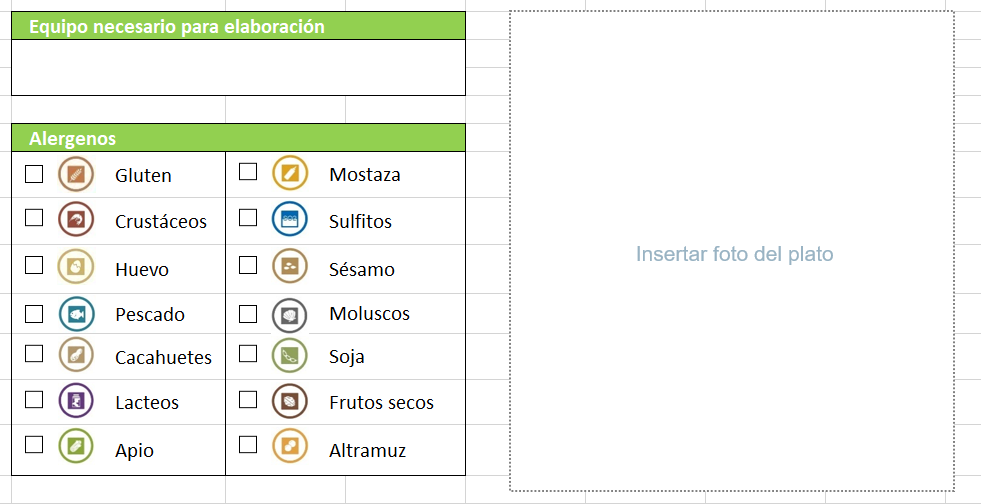 Equipo necesario para elaboración
Alergenos
Gluten
Mostaza
Crustáceos
Sulfitos
Huevo
Sésamo
Pescado
Moluscos
Cacahuetes
Soja
Lacteos
Frutos secos
Apio
Altramuz
Insertar foto del plato